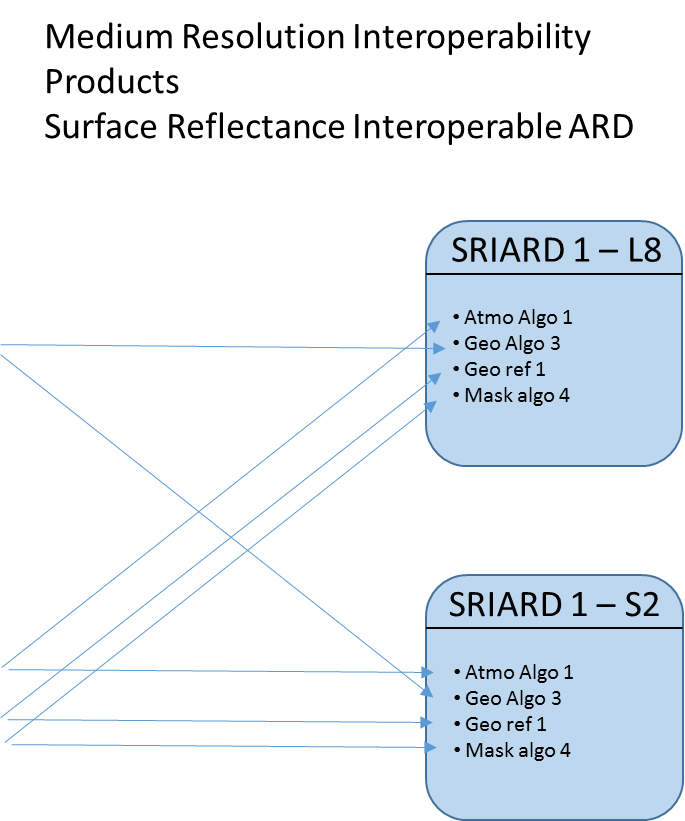 Medium Resolution Interoperability
Products
Surface Reflectance Interoperable ARD
SRIARD 1 – L8
• Atmo Algo 1
• Geo Algo 3
• Geo ref 1
• Mask algo 4
SRIARD 1 – S2
• Atmo Algo 1
• Geo Algo 3
• Geo ref 1
• Mask algo 4